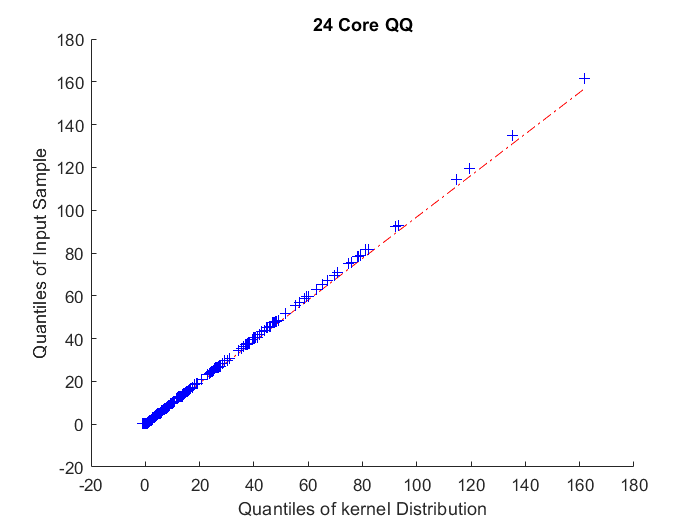 24 Core QQ
180
160
140
120
100
80
60
40
20
0
-20
Quantiles of Input Sample
-20 0 20 40 60 80 100 120 140 160 180
Quantiles of kernel Distribution